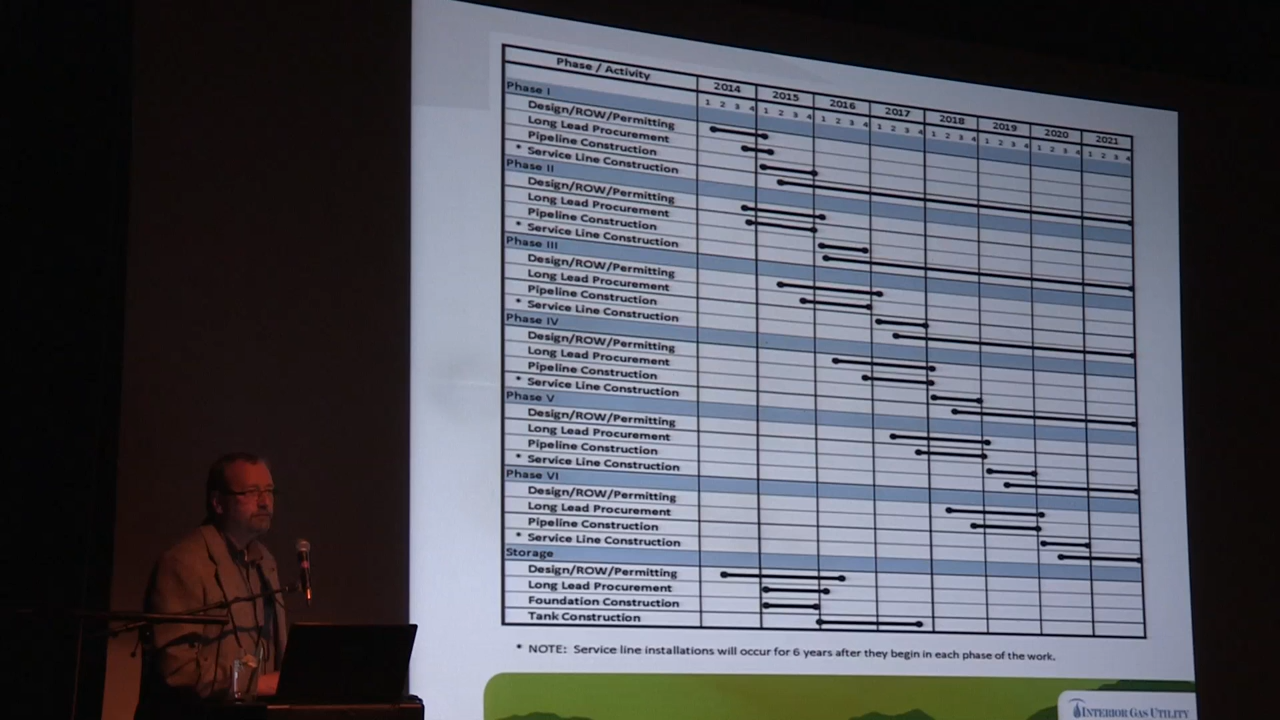 Phase / Activity 2014 2015 2016 2017 2018 2019 2020 2021
1 2 3 4 1 2 3 4 1 2 3 4 1 2 3 4 1 2 3 4 1 2 3 4 1 2 3 4 1 2 3 4
Phase I
Design/ROW/Permitting
Long Lead Procurement
Pipeline Construction
* Service Line Construction
Phase II
Design/ROW/Permitting
Long Lead Procurement
Pipeline Construction
* Service Line Construction
Phase III
Design/ROW/Permitting
Long Lead Procurement
Pipeline Construction
* Service Line Construction
Phase IV
Design/ROW/Permitting
Long Lead Procurement
Pipeline Construction
* Service Line Construction
Phase V
Design/ROW/Permitting
Long Lead Procurement
Pipeline Construction
* Service Line Construction
Phase VI
Design/ROW/Permitting
Long Lead Procurement
Pipeline Construction
* Service Line Construction
Storage
Design/ROW/Permitting
Long Lead Procurement
Foundation Construction
Tank Construction
* NOTE: Service line installations will occur for 6 years after they begin in each phase of the work.
INTERIOR GAS UTILITY